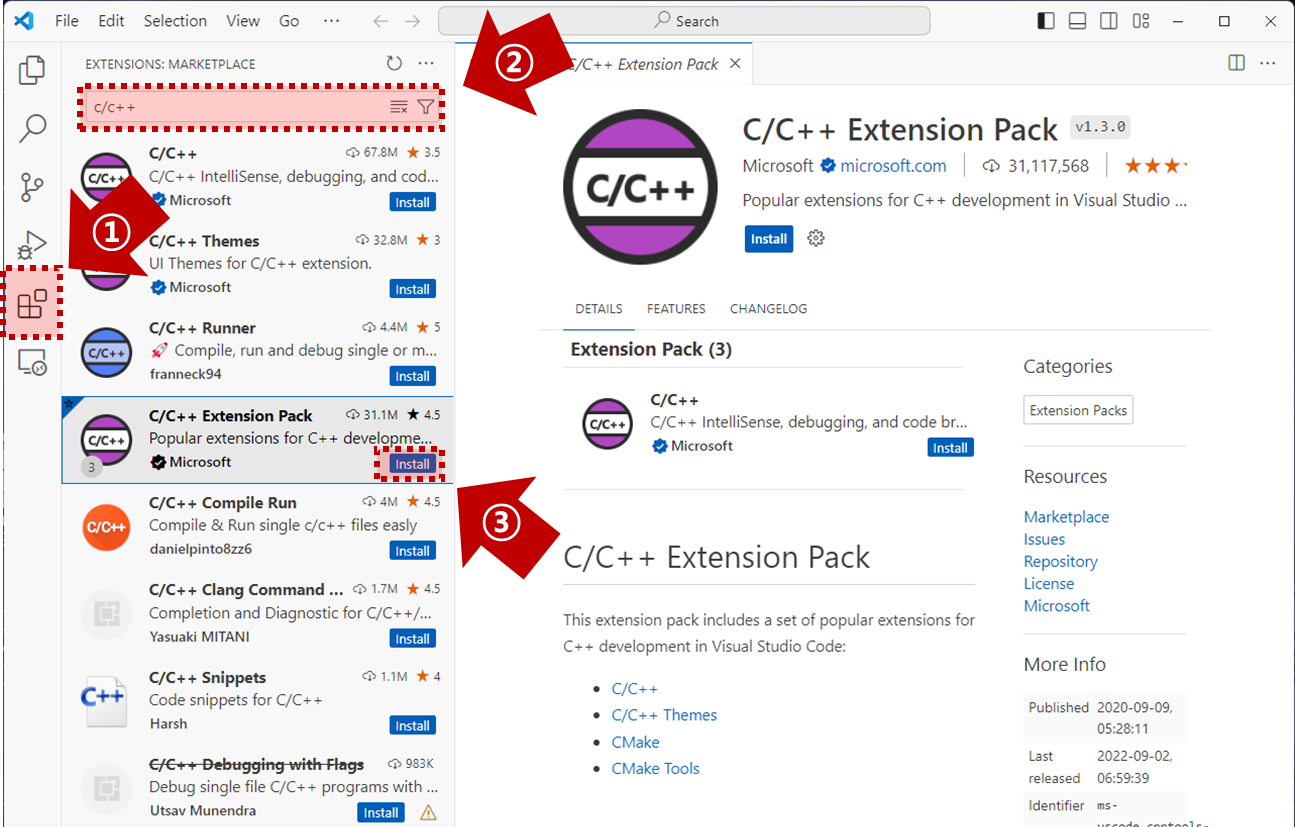 File Edit Selection View Go ··· Search
EXTENSIONS: MARKETPLACE
c/c++
①
②
③
C/C++ 67.8M 3.5
C/C++ IntelliSense, debugging, and cod...
Microsoft Install
C/C++
C/C++ Themes 32.8M 3
UI Themes for C/C++ extension.
Microsoft Install
C/C++ Runner 4.4M 5
🚀 Compile, run and debug single or m...
franneck94 Install
C/C++
C/C++ Extension Pack 31.1M 4.5
Popular extensions for C++ developme...
Microsoft Install
C/C++
3
C/C++ Compile Run 4M 4.5
Compile & Run single c/c++ files easly
danielpinto8zz6 Install
C/C++
C/C++ Clang Command ... 1.7M 4.5
Completion and Diagnostic for C/C++/...
Yasuaki MITANI Install
C/C++ Snippets 1.1M 4
Code snippets for C/C++
Harsh Install
C++
C/C++ Debugging with Flags 983K
Debug single file C/C++ programs with ...
Utsav Munendra Install
C/C++ Extension Pack
C/C++
C/C++ Extension Pack v1.3.0
Microsoft microsoft.com 31,117,568
Popular extensions for C++ development in Visual Studio ...
Install
DETAILS FEATURES CHANGELOG
Extension Pack (3)
C/C++
C/C++
C/C++ IntelliSense, debugging, and code br...
Microsoft Install
C/C++ Extension Pack
This extension pack includes a set of popular extensions for
C++ development in Visual Studio Code:
• C/C++
• C/C++ Themes
• CMake
• CMake Tools
Categories
Extension Packs
Resources
Marketplace
Issues
Repository
License
Microsoft
More Info
Published 2020-09-09,
05:28:11
Last 2022-09-02,
released 06:59:39
Identifier ms-
vscode.cpptools-